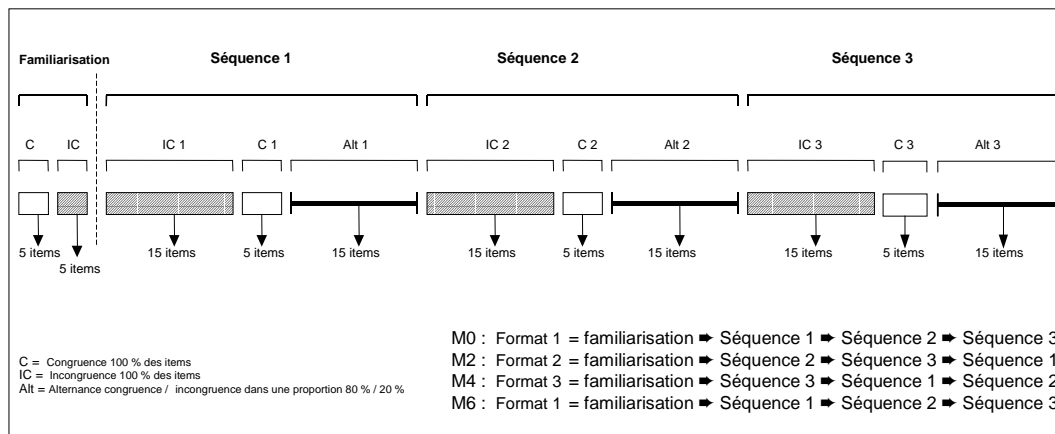 Familiarisation Séquence 1 Séquence 2 Séquence 3
C IC IC 1 C 1 Alt 1 IC 2 C 2 Alt 2 IC 3 C 3 Alt 3
5 items 15 items 5 items 15 items 15 items 5 items 15 items 15 items 5 items 15 items
5 items
M0 : Format 1 = familiarisation ➨ Séquence 1 ➨ Séquence 2 ➨ Séquence 3
M2 : Format 2 = familiarisation ➨ Séquence 2 ➨ Séquence 3 ➨ Séquence 1
M4 : Format 3 = familiarisation ➨ Séquence 3 ➨ Séquence 1 ➨ Séquence 2
M6 : Format 1 = familiarisation ➨ Séquence 1 ➨ Séquence 2 ➨ Séquence 3
C = Congruence 100 % des items
IC = Incongruence 100 % des items
Alt = Alternance congruence / incongruence dans une proportion 80 % / 20 %